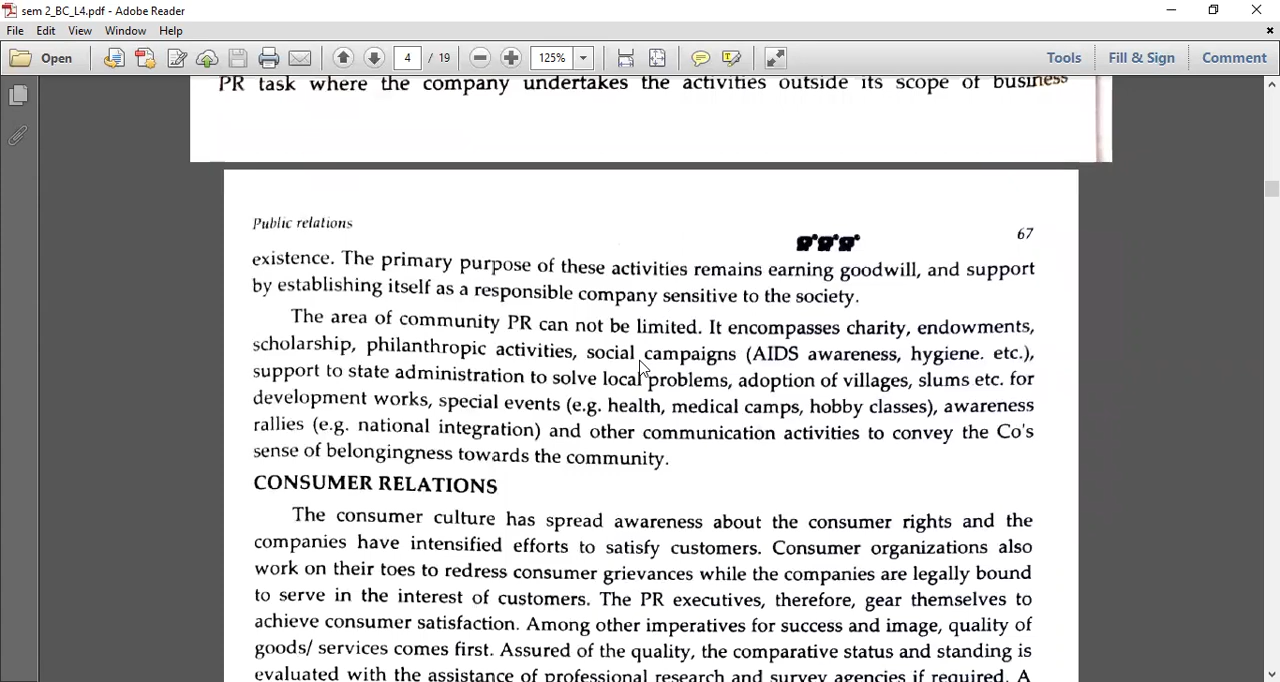 sem 2_BC_L4.pdf - Adobe Reader
File Edit View Window Help
Open 4 / 19 125% Tools Fill & Sign Comment
PR task where the company undertakes the activities outside its scope of business
Public relations 67
existence. The primary purpose of these activities remains earning goodwill, and support
by establishing itself as a responsible company sensitive to the society.
The area of community PR can not be limited. It encompasses charity, endowments,
scholarship, philanthropic activities, social campaigns (AIDS awareness, hygiene. etc.),
support to state administration to solve local problems, adoption of villages, slums etc. for
development works, special events (e.g. health, medical camps, hobby classes), awareness
rallies (e.g. national integration) and other communication activities to convey the Co's
sense of belongingness towards the community.
CONSUMER RELATIONS
The consumer culture has spread awareness about the consumer rights and the
companies have intensified efforts to satisfy customers. Consumer organizations also
work on their toes to redress consumer grievances while the companies are legally bound
to serve in the interest of customers. The PR executives, therefore, gear themselves to
achieve consumer satisfaction. Among other imperatives for success and image, quality of
goods/ services comes first. Assured of the quality, the comparative status and standing is
evaluated with the assistance of professional research and survey agencies if required. A